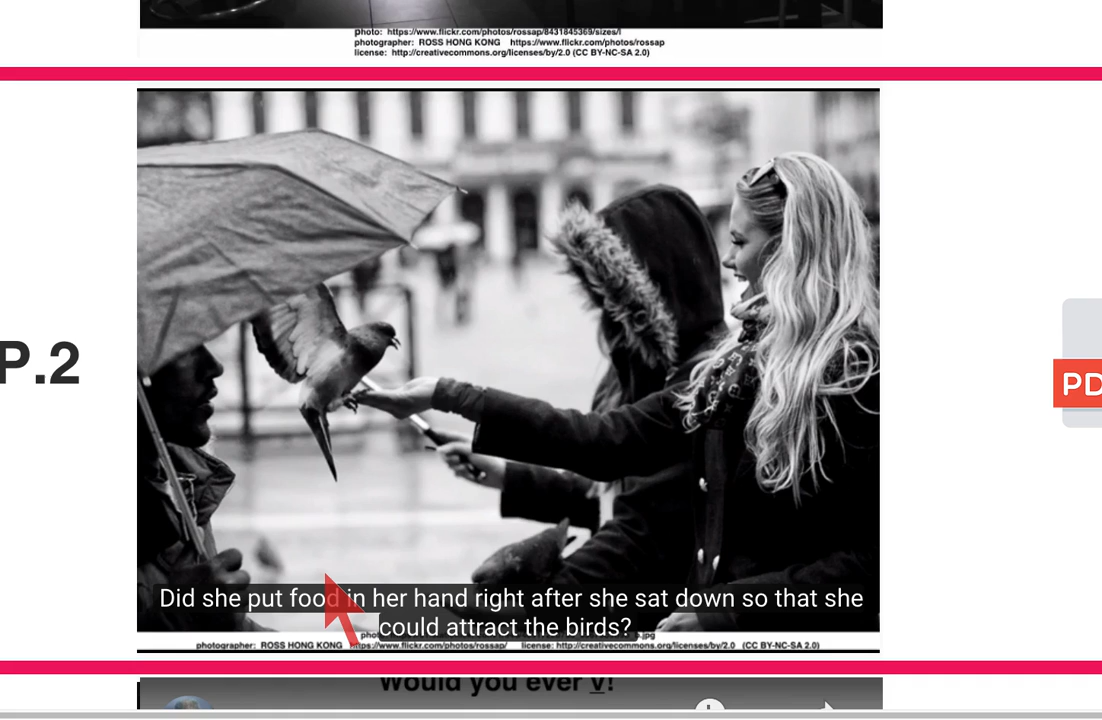 photo: https://www.flickr.com/photos/rossap/8431845369/sizes/l
photographer: ROSS HONG KONG https://www.flickr.com/photos/rossap
license: http://creativecommons.org/licenses/by/2.0 (CC BY-NC-SA 2.0)
P.2
PD
Did she put food in her hand right after she sat down so that she
could attract the birds?
photographer: ROSS HONG KONG https://www.flickr.com/photos/rossap/ license: http://creativecommons.org/licenses/by/2.0 (CC BY-NC-SA 2.0)
Would you ever v!